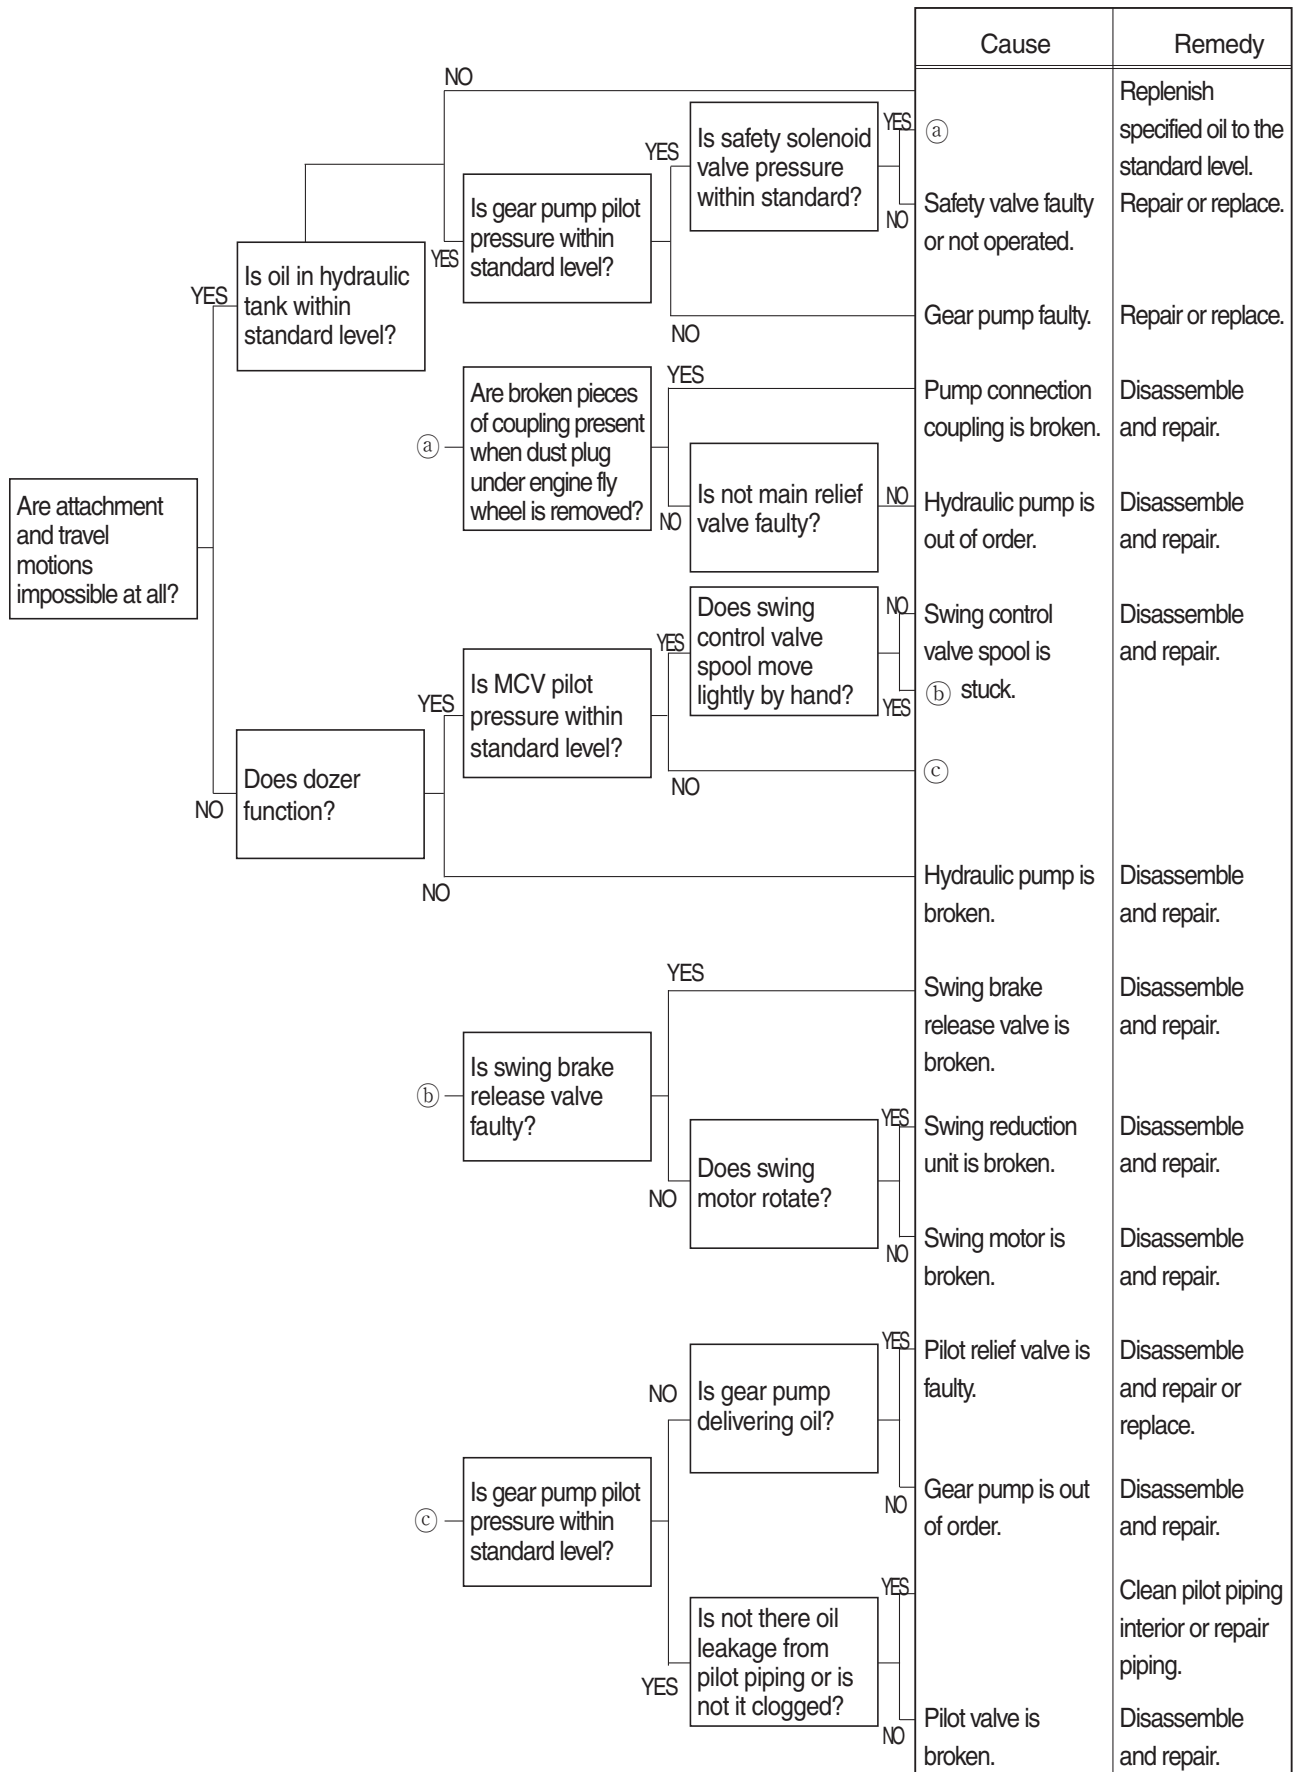 Cause
Remedy
NO
Replenish
specified oil to the
standard level.
YES
Is safety solenoid
valve pressure
within standard?
YES
ⓐ
NO
Safety valve faulty
or not operated.
Repair or replace.
Is gear pump pilot
pressure within
standard level?
YES
YES
Is oil in hydraulic
tank within
standard level?
NO
Gear pump faulty.
Repair or replace.
ⓐ
Are broken pieces
of coupling present
when dust plug
under engine fly
wheel is removed?
YES
Pump connection
coupling is broken.
Disassemble
and repair.
NO
Is not main relief
valve faulty?
NO
Hydraulic pump is
out of order.
Disassemble
and repair.
Are attachment
and travel
motions
impossible at all?
YES
Does swing
control valve
spool move
lightly by hand?
NO
Swing control
valve spool is
ⓑ stuck.
YES
Disassemble
and repair.
YES
Is MCV pilot
pressure within
standard level?
NO
ⓒ
NO
Does dozer
function?
NO
Hydraulic pump is
broken.
Disassemble
and repair.
YES
Swing brake
release valve is
broken.
Disassemble
and repair.
ⓑ
Is swing brake
release valve
faulty?
NO
Does swing
motor rotate?
YES
Swing reduction
unit is broken.
Disassemble
and repair.
NO
Swing motor is
broken.
Disassemble
and repair.
NO
Is gear pump
delivering oil?
YES
Pilot relief valve is
faulty.
Disassemble
and repair or
replace.
NO
Gear pump is out
of order.
Disassemble
and repair.
ⓒ
Is gear pump pilot
pressure within
standard level?
YES
Is not there oil
leakage from
pilot piping or is
not it clogged?
YES
Clean pilot piping
interior or repair
piping.
NO
Pilot valve is
broken.
Disassemble
and repair.